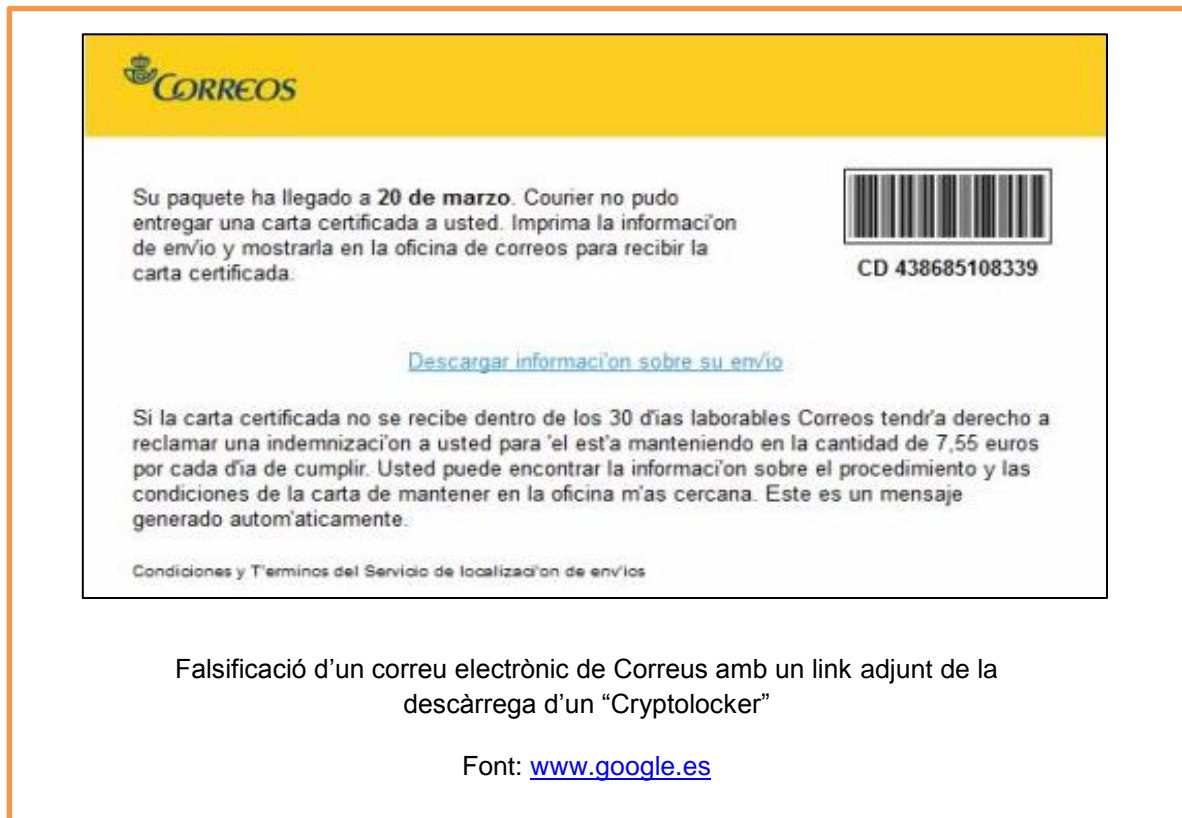 CORREOS
Su paquete ha llegado a 20 de marzo. Courier no pudo
entregar una carta certificada a usted. Imprima la informaci'on
de env'io y mostrarla en la oficina de correos para recibir la
carta certificada.
CD 438685108339
Descargar informaci'on sobre su env'io
Si la carta certificada no se recibe dentro de los 30 d'ias laborables Correos tendr'a derecho a
reclamar una indemnizaci'on a usted para 'el est'a manteniendo en la cantidad de 7,55 euros
por cada d'ia de cumplir. Usted puede encontrar la informaci'on sobre el procedimiento y las
condiciones de la carta de mantener en la oficina m'as cercana. Este es un mensaje
generado autom'aticamente.
Condiciones y T'erminos del Servicio de localizaci'on de env'ios
Falsificació d’un correu electrònic de Correus amb un link adjunt de la
descàrrega d’un “Cryptolocker”
Font: www.google.es